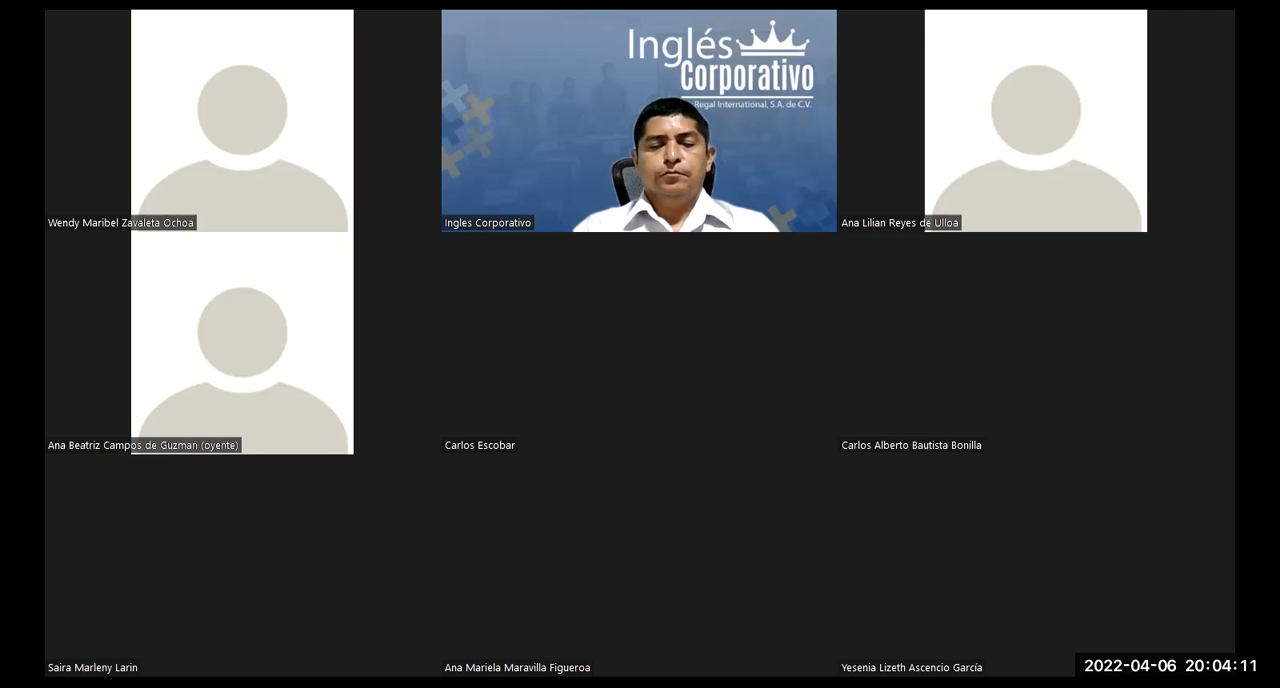 Inglés
Corporativo
Regal International, S.A. de C.V.
Wendy Maribel Zavaleta Ochoa
Ingles Corporativo
Ana Lilian Reyes de Ulloa
Ana Beatriz Campos de Guzman (oyente)
Carlos Escobar
Carlos Alberto Bautista Bonilla
Saira Marleny Larin
Ana Mariela Maravilla Figueroa
Yesenia Lizeth Ascencio García
2022-04-06 20:04:11